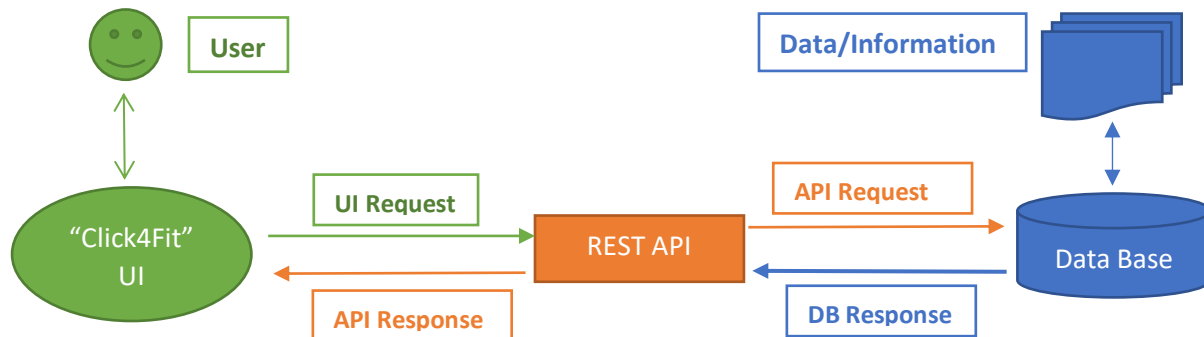 User
Data/Information
UI Request
API Request
“Click4Fit”
UI
REST API
Data Base
API Response
DB Response